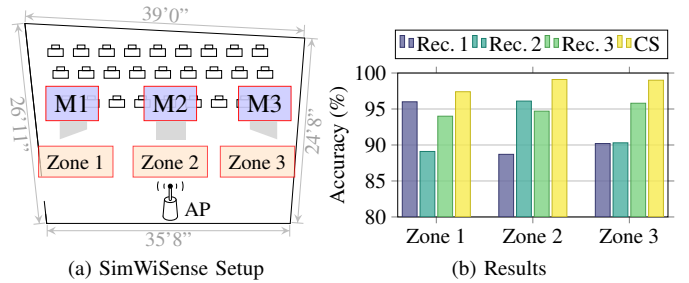 39'0”
26'11”
24'8”
35'8”
M1
M2
M3
Zone 1
Zone 2
Zone 3
AP
(a) SimWiSense Setup
Rec. 1 Rec. 2 Rec. 3 CS
Accuracy (%)
100
95
90
85
80
Zone 1 Zone 2 Zone 3
(b) Results